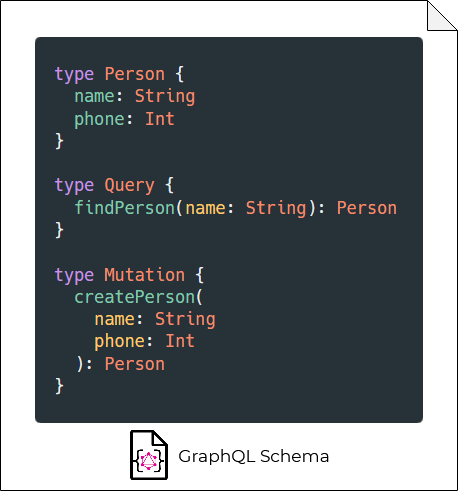 type Person {
  name: String
  phone: Int
}
type Query {
  findPerson(name: String): Person
}
type Mutation {
  createPerson(
    name: String
    phone: Int
  ): Person
}
GraphQL Schema